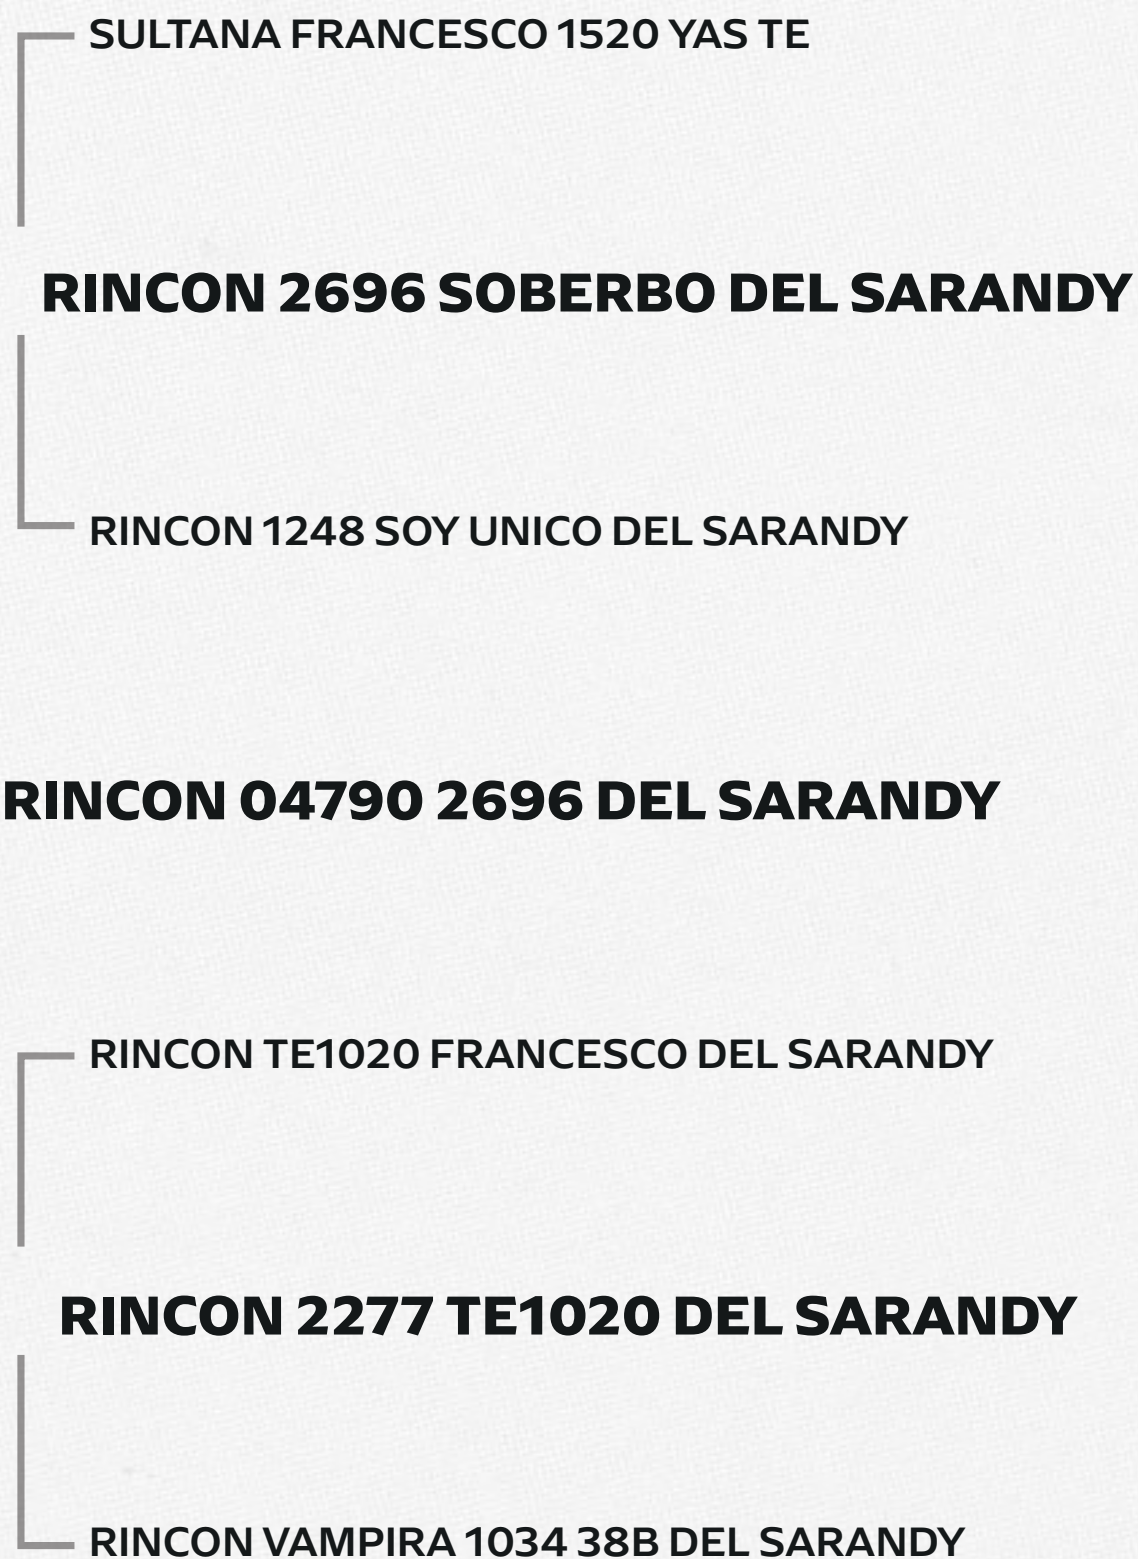 SULTANA FRANCESCO 1520 YAS TE
RINCON 2696 SOBERBO DEL SARANDY
RINCON 1248 SOY UNICO DEL SARANDY
RINCON 04790 2696 DEL SARANDY
RINCON TE1020 FRANCESCO DEL SARANDY
RINCON 2277 TE1020 DEL SARANDY
RINCON VAMPIRA 1034 38B DEL SARANDY